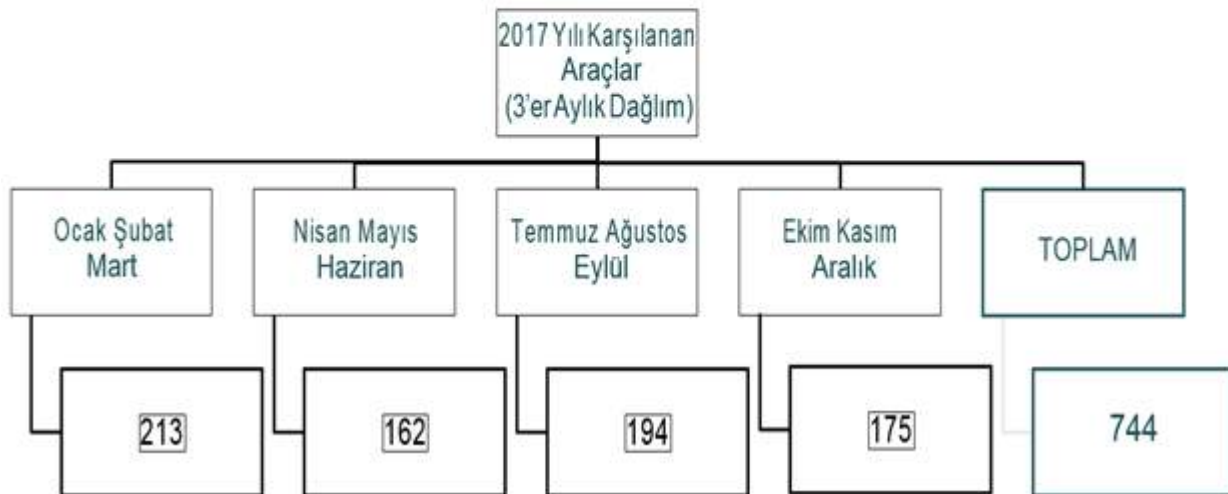 2017 Yılı Karşılanan
Araçlar
(3'er Aylık Dağlım)
Ocak Şubat
Mart
Nisan Mayıs
Haziran
Temmuz Ağustos
Eylül
Ekim Kasım
Aralık
TOPLAM
213
162
194
175
744